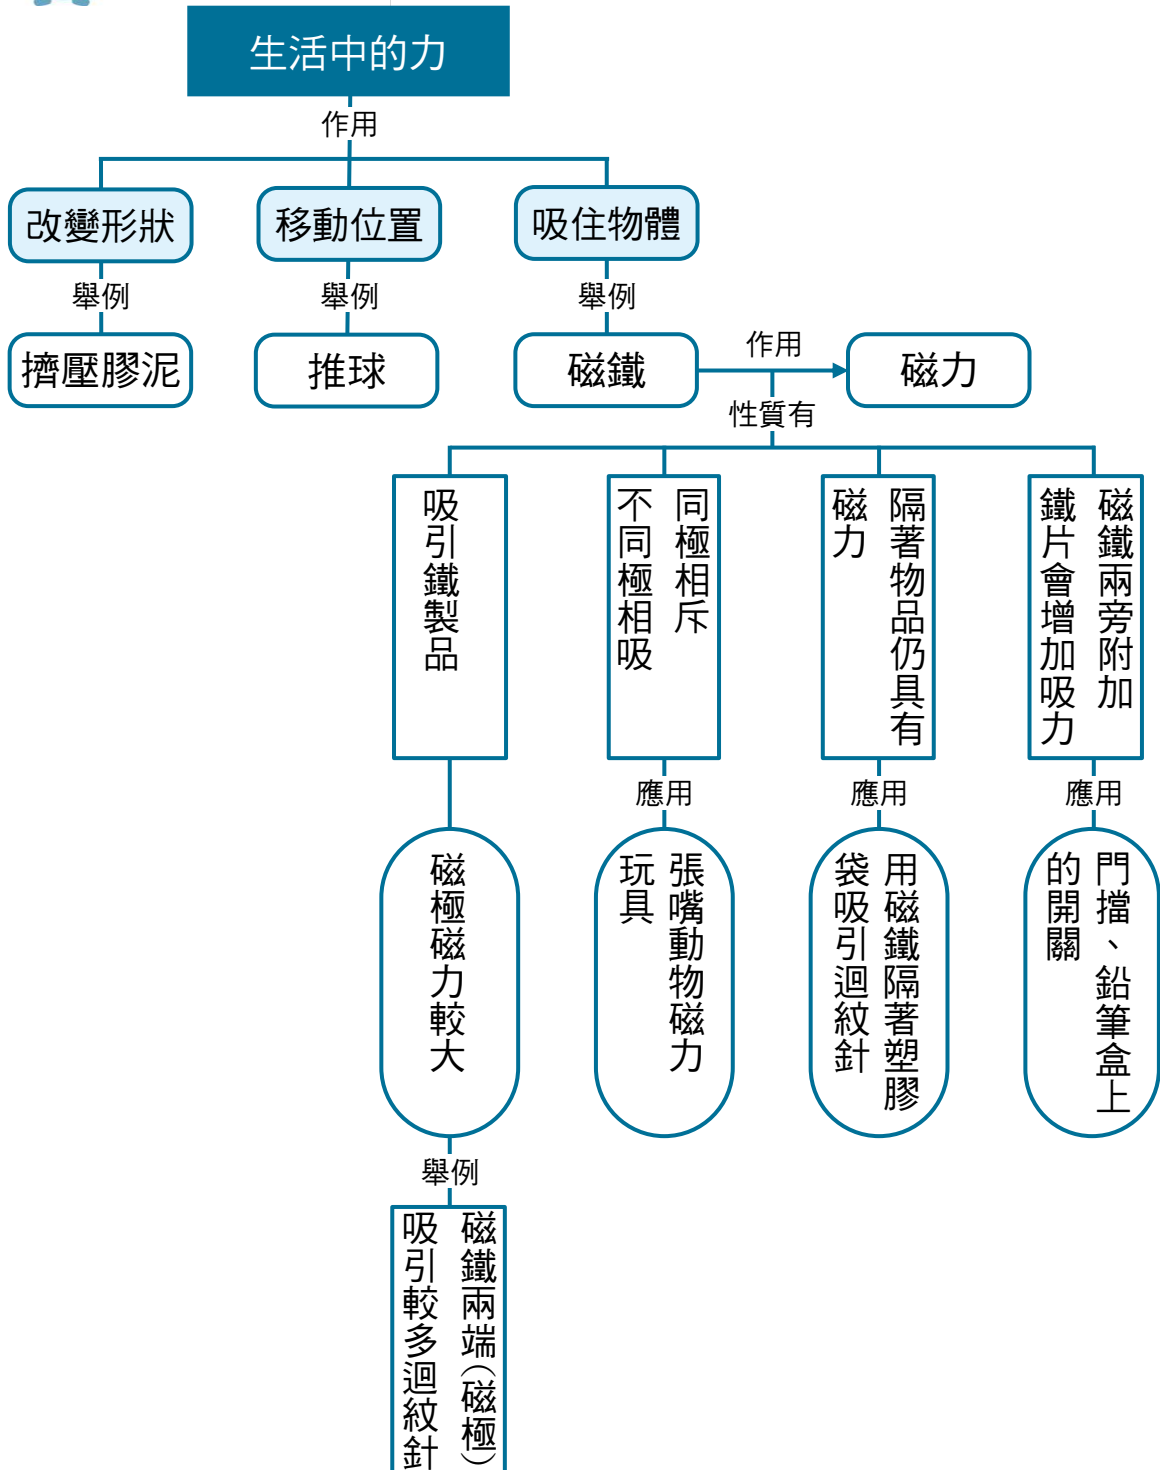 生活中的力
作用
改變形狀
移動位置
吸住物體
舉例
舉例
舉例
擠壓膠泥
推球
磁鐵
作用
磁力
性質有
吸引鐵製品
同極相斥
不同極相吸
隔著物品仍具有
磁力
磁鐵兩旁附加
鐵片會增加吸力
應用
應用
應用
磁極磁力較大
張嘴動物磁力
玩具
用磁鐵隔著塑膠
袋吸引迴紋針
門擋、鉛筆盒上
的開關
舉例
磁鐵兩端(磁極)
吸引較多迴紋針